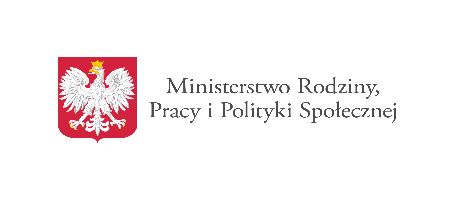 Ministerstwo Rodziny,
Pracy i Polityki Społecznej